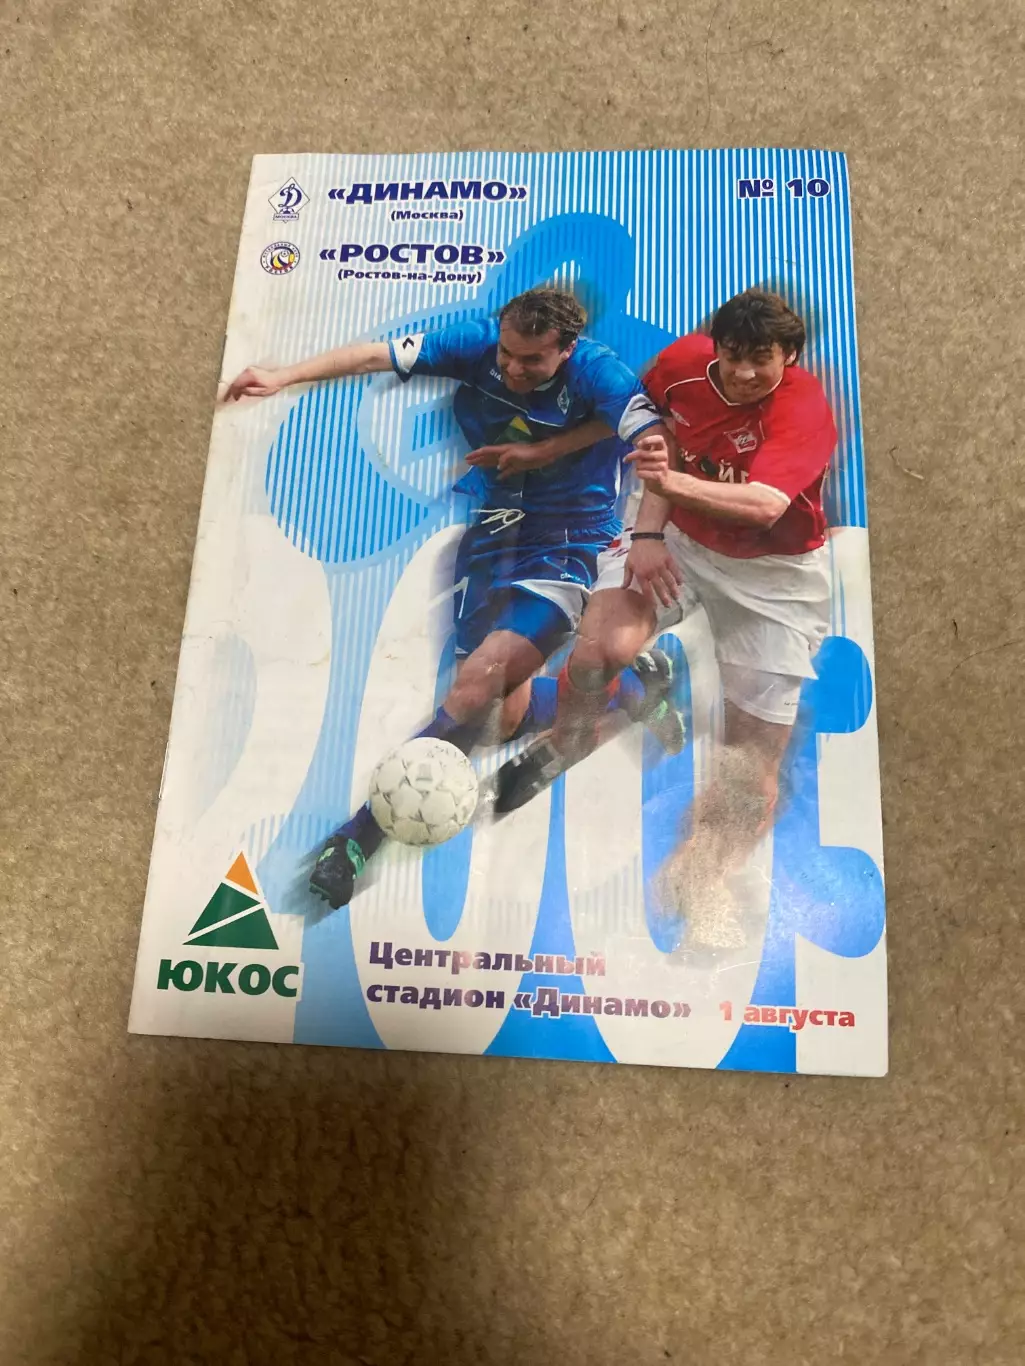 «ДИНАМО»
(Москва)
№ 10
«РОСТОВ»
(Ростов-на-Дону)
ЮКОС
Центральный
стадион «Динамо»
1 августа